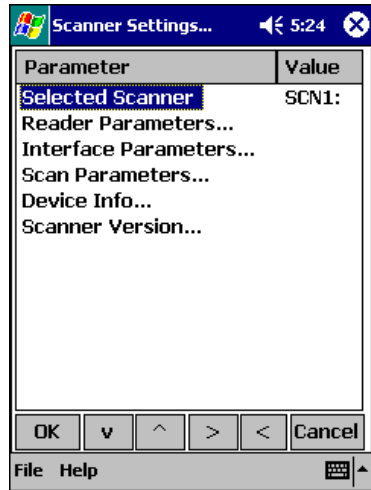 Scanner Settings... 5:24
Parameter Value
Selected Scanner SCN1:
Reader Parameters...
Interface Parameters...
Scan Parameters...
Device Info...
Scanner Version...
OK v ^ > < Cancel
File Help